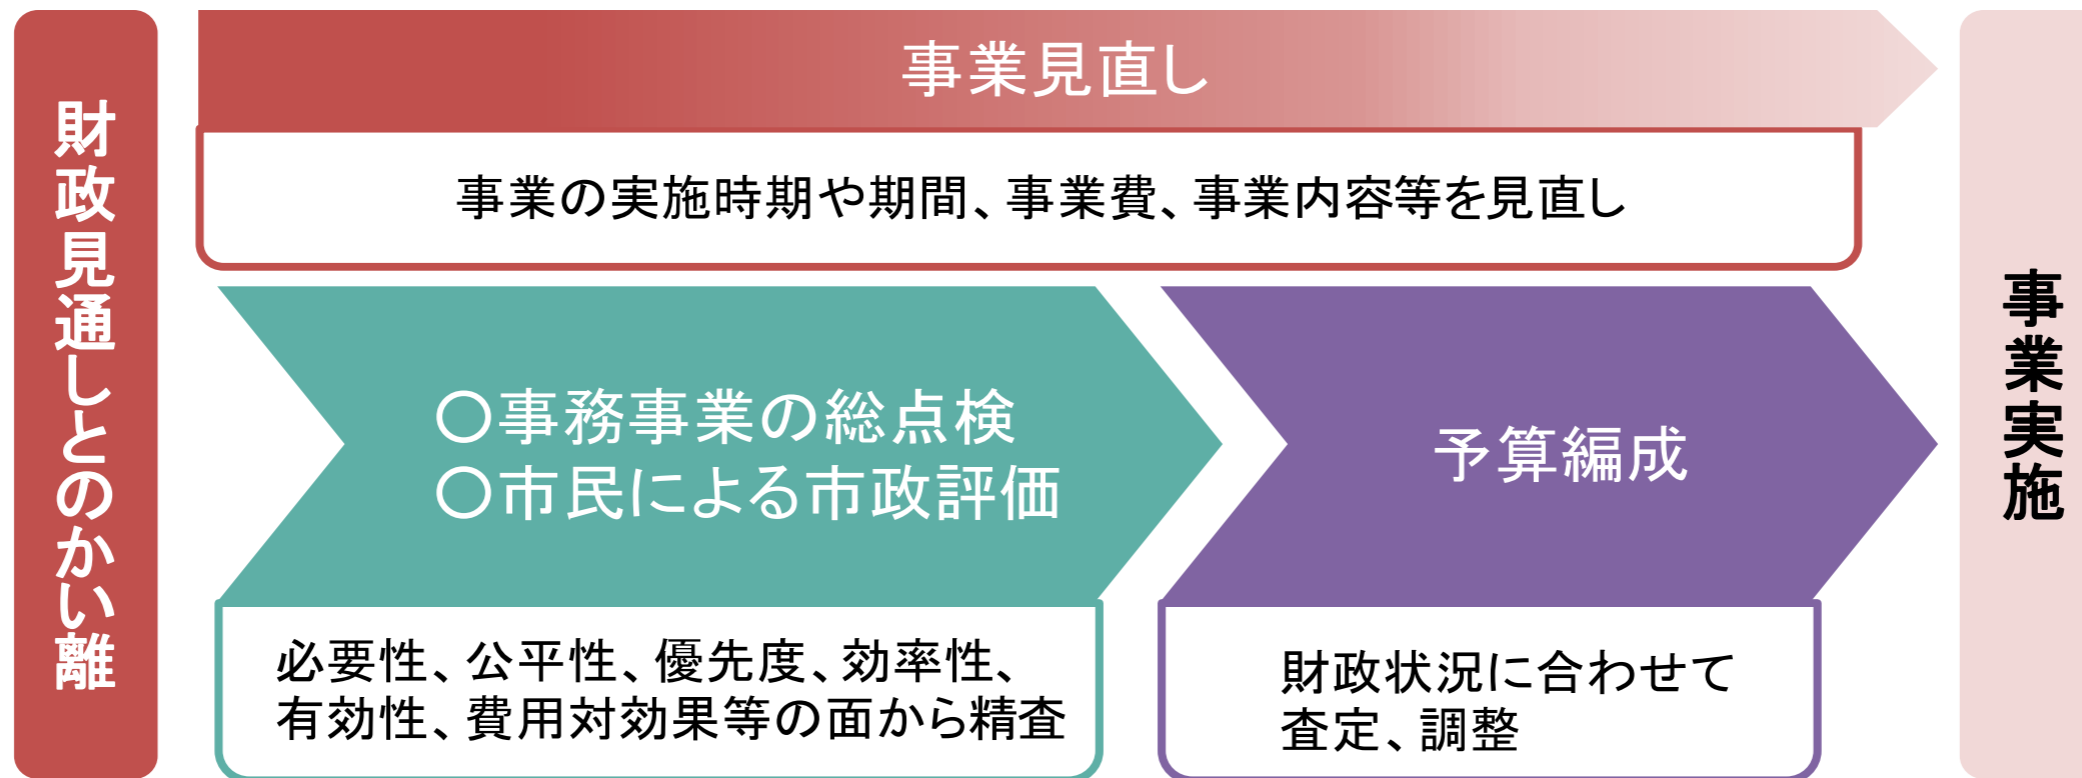 財政見通しとのかい離
事業見直し
事業の実施時期や期間、事業費、事業内容等を見直し
〇事務事業の総点検
〇市民による市政評価
必要性、公平性、優先度、効率性、
有効性、費用対効果等の面から精査
予算編成
財政状況に合わせて
査定、調整
事業実施